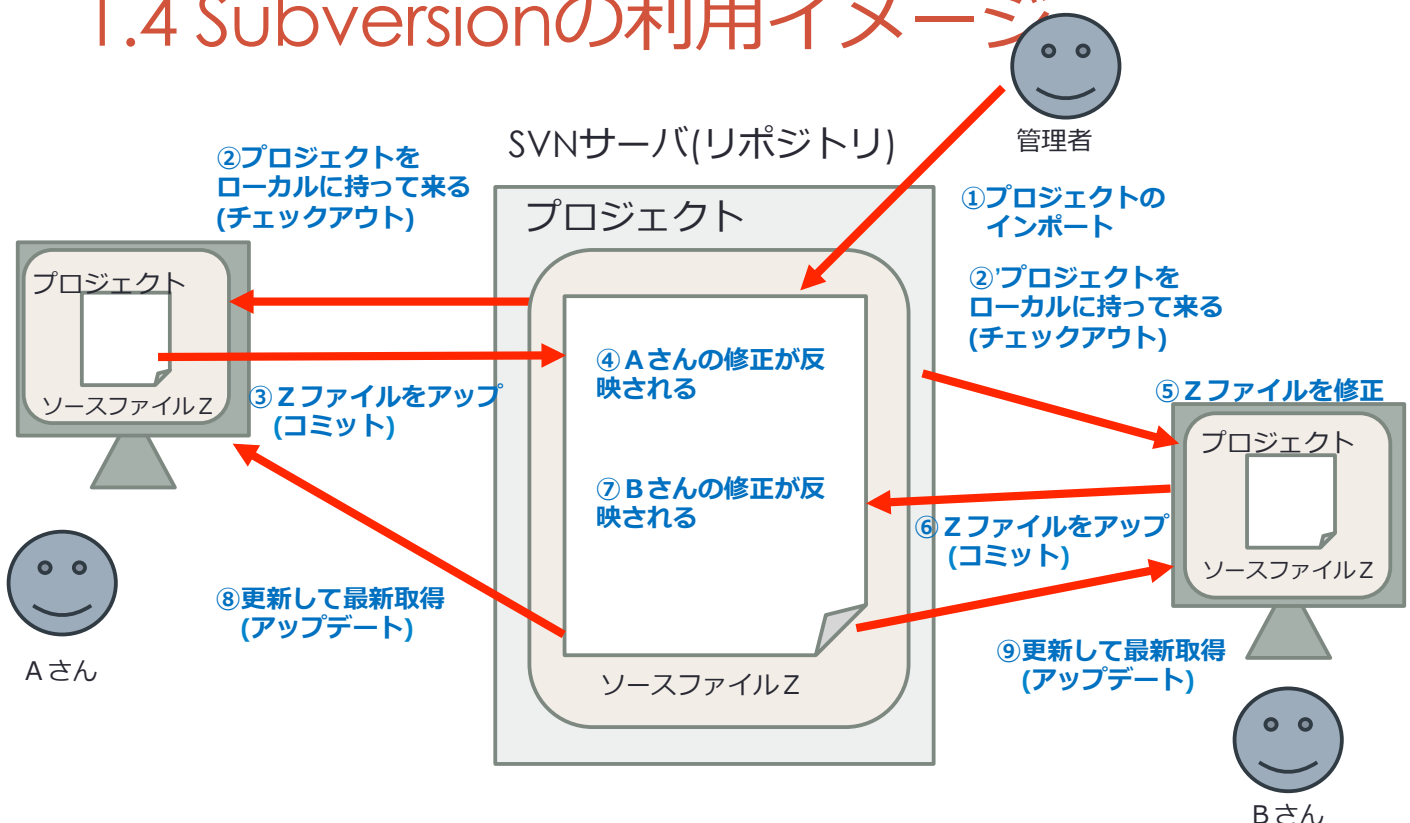 1.4 Subversionの利用イメージ
管理者
SVNサーバ(リポジトリ)
②プロジェクトを
ローカルに持って来る
(チェックアウト)
①プロジェクトの
インポート
プロジェクト
②’プロジェクトを
ローカルに持って来る
(チェックアウト)
プロジェクト
ソースファイルZ
③Zファイルをアップ
(コミット)
④Aさんの修正が反
映される
⑤Zファイルを修正
プロジェクト
ソースファイルZ
⑦Bさんの修正が反
映される
⑥Zファイルをアップ
(コミット)
⑧更新して最新取得
(アップデート)
⑨更新して最新取得
(アップデート)
ソースファイルZ
Aさん
Bさん